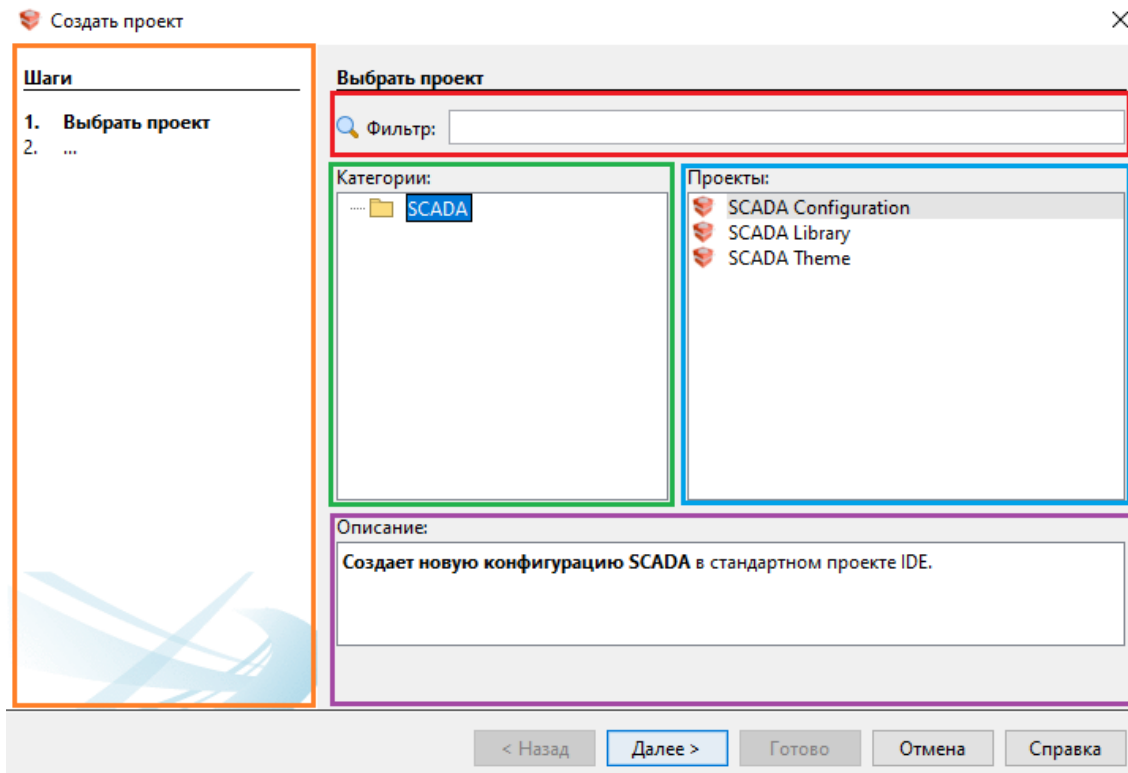 Создать проект
Шаги
1. Выбрать проект
2. ...
Выбрать проект
Фильтр:
Категории:
SCADA
Проекты:
SCADA Configuration
SCADA Library
SCADA Theme
Описание:
Создает новую конфигурацию SCADA в стандартном проекте IDE.
< Назад Далее > Готово Отмена Справка